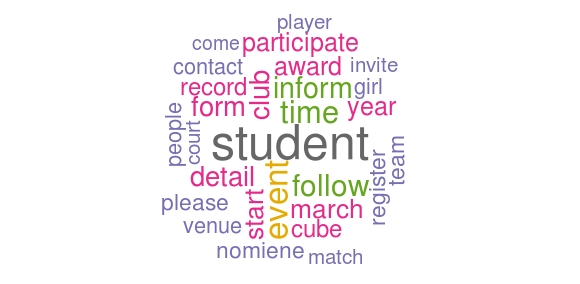 player
come participate
contact award invite
record club inform girl
form time year
people court student
detail event follow register team
please start march
venue cube
nomiene match